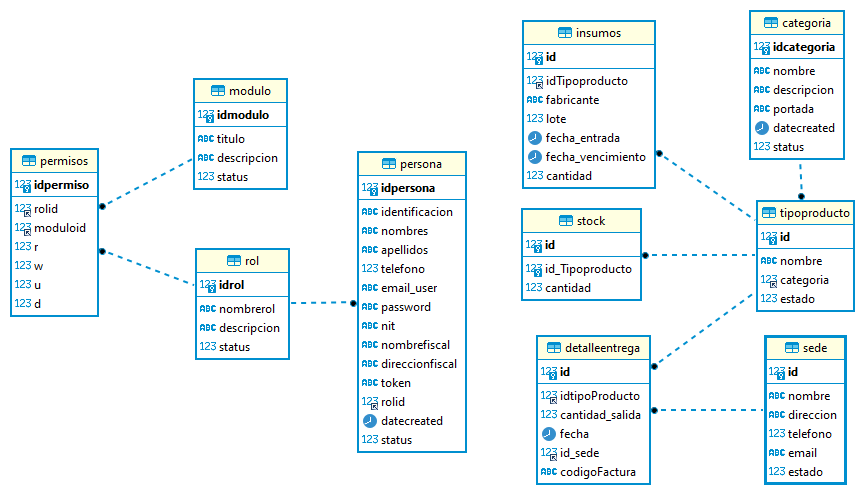 permisos
123 idpermiso
123 rolid
123 moduloid
123 r
123 w
123 u
123 d
modulo
123 idmodulo
ABC titulo
ABC descripcion
123 status
rol
123 idrol
ABC nombrerol
ABC descripcion
123 status
persona
123 idpersona
ABC identificacion
ABC nombres
ABC apellidos
123 telefono
ABC email_user
ABC password
ABC nit
ABC nombrefiscal
ABC direccionfiscal
ABC token
123 rolid
datecreated
123 status
insumos
123 id
123 idTipoproducto
ABC fabricante
123 lote
fecha_entrada
fecha_vencimiento
123 cantidad
stock
123 id
123 id_Tipoproducto
123 cantidad
detalleentrega
123 id
123 idtipoProducto
123 cantidad_salida
fecha
123 id_sede
ABC codigoFactura
categoria
123 idcategoria
ABC nombre
ABC descripcion
ABC portada
datecreated
123 status
tipoproducto
123 id
ABC nombre
123 categoria
123 estado
sede
123 id
ABC nombre
ABC direccion
123 telefono
ABC email
123 estado